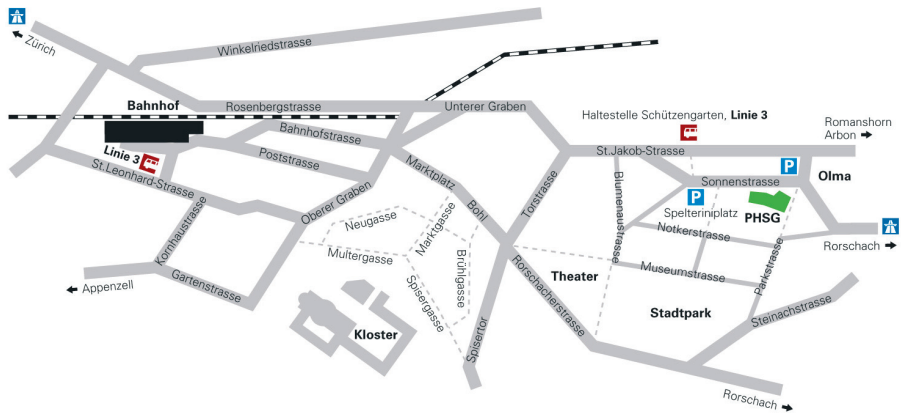 Zürich
Winkelriedstrasse
Bahnhof
Rosenbergstrasse
Unterer Graben
Haltestelle Schützengarten, Linie 3
Romanshorn
Arbon
Bahnhofstrasse
Linie 3
Poststrasse
St.Leonhard-Strasse
Marktplatz
St.Jakob-Strasse
P
Sonnenstrasse
Olma
Oberer Graben
Bohl
Torstrasse
Blumenaustrasse
P
Spelteriniplatz
PHSG
Kornhausstrasse
Neugasse
Marktgasse
Notkerstrasse
Rorschach
Multergasse
Brühlgasse
Theater
Museumstrasse
Parkstrasse
Appenzell
Gartenstrasse
Spisergasse
Rorschacherstrasse
Stadtpark
Steinachstrasse
Kloster
Spisertor
Rorschach